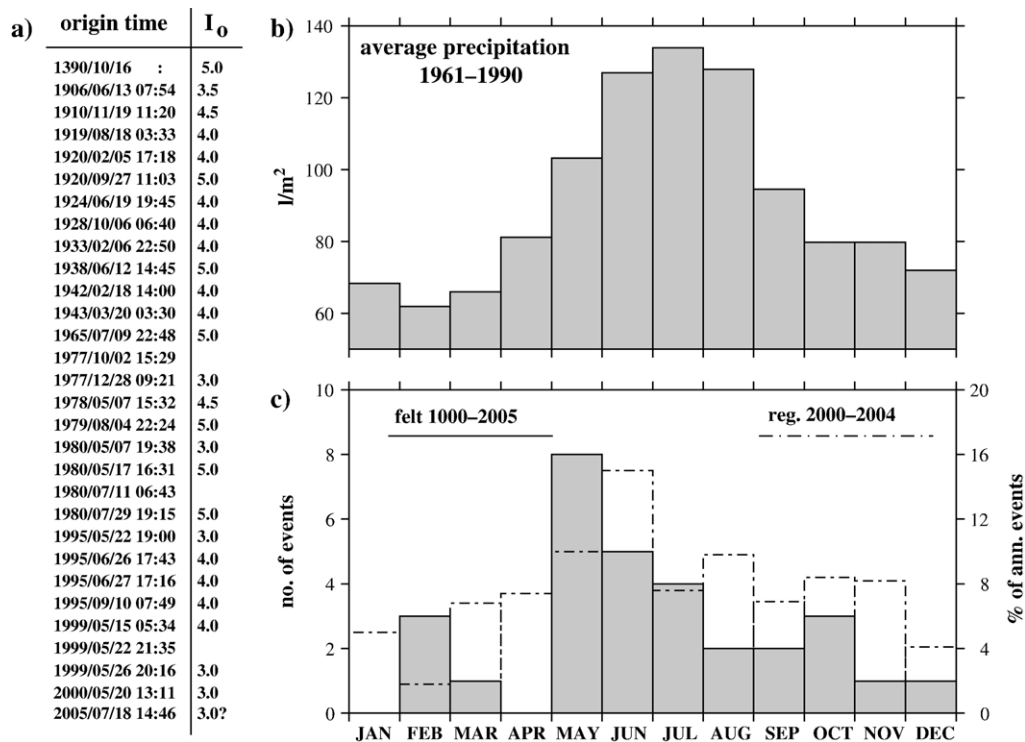 a)
origin time I₀
1390/10/16 : 5.0
1906/06/13 07:54 3.5
1910/11/19 11:20 4.5
1919/08/18 03:33 4.0
1920/02/05 17:18 4.0
1920/09/27 11:03 5.0
1924/06/19 19:45 4.0
1928/10/06 06:40 4.0
1933/02/06 22:50 4.0
1938/06/12 14:45 5.0
1942/02/18 14:00 4.0
1943/03/20 03:30 4.0
1965/07/09 22:48 5.0
1977/10/02 15:29
1977/12/28 09:21 3.0
1978/05/07 15:32 4.5
1979/08/04 22:24 5.0
1980/05/07 19:38 3.0
1980/05/17 16:31 5.0
1980/07/11 06:43
1980/07/29 19:15 5.0
1995/05/22 19:00 3.0
1995/06/26 17:43 4.0
1995/06/27 17:16 4.0
1995/09/10 07:49 4.0
1999/05/15 05:34 4.0
1999/05/22 21:35
1999/05/26 20:16 3.0
2000/05/20 13:11 3.0
2005/07/18 14:46 3.0?
b)
average precipitation
1961–1990
l/m²
140
120
100
80
60
c)
felt 1000–2005
reg. 2000–2004
no. of events
10
8
6
4
2
0
% of ann. events
20
16
12
8
4
0
JAN FEB MAR APR MAY JUN JUL AUG SEP OCT NOV DEC